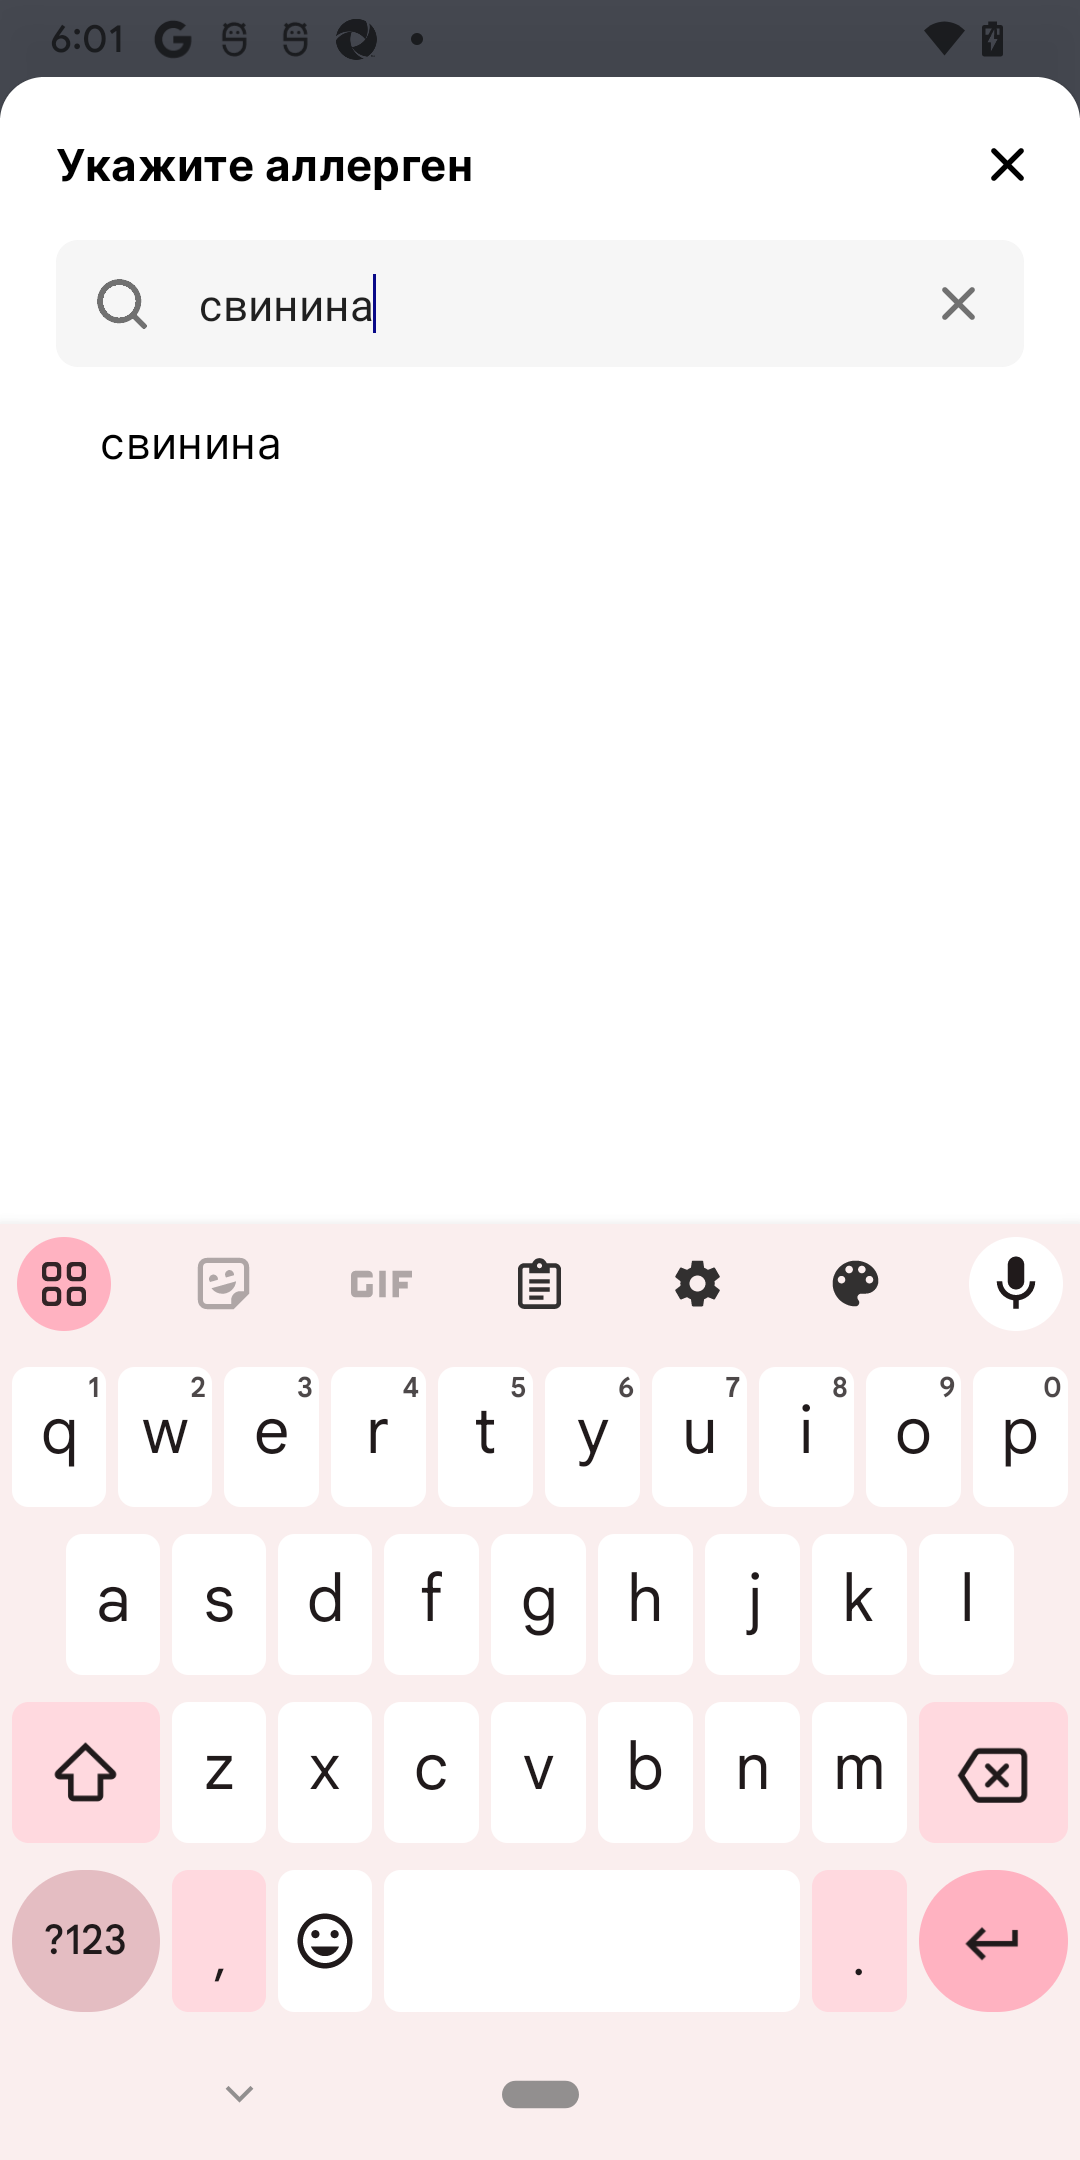 6:01
Укажите аллерген
свинина
свинина
GIF
1 2 3 4 5 6 7 8 9 0
q w e r t y u i o p
a s d f g h j k l
z x c v b n m
?123 , .